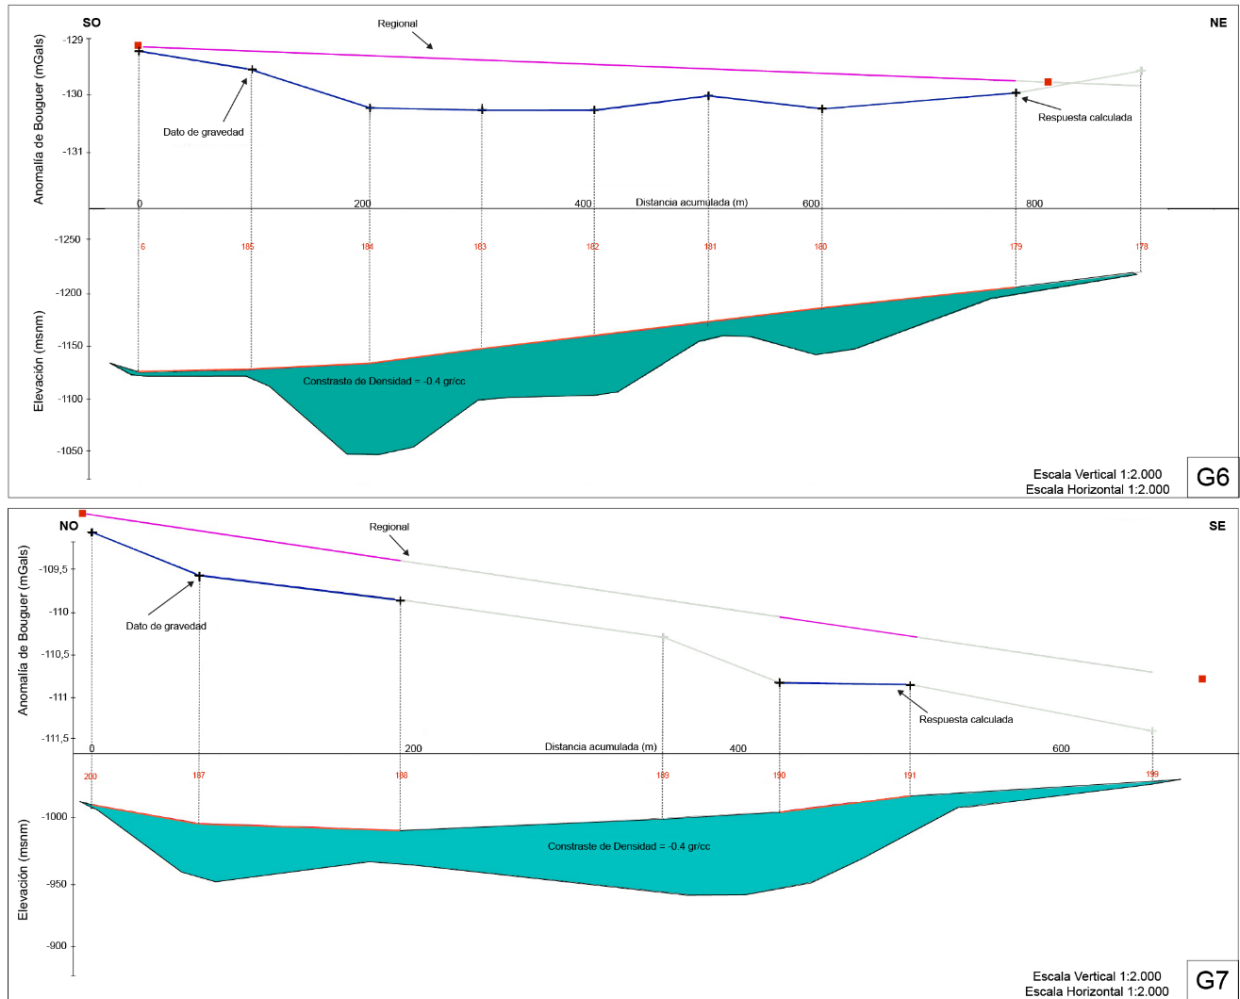 SO
Regional
NE
Anomalía de Bouguer (mGals)
-129
-130
-131
Dato de gravedad
Respuesta calculada
0
200
400
Distancia acumulada (m)
600
800
Elevación (msnm)
-1250
-1200
-1150
-1100
-1050
6
185
184
183
182
181
180
179
178
Constraste de Densidad = -0.4 gr/cc
Escala Vertical 1:2.000
Escala Horizontal 1:2.000
G6
NO
Regional
SE
Anomalía de Bouguer (mGals)
-109,5
-110
-110,5
-111
-111,5
Dato de gravedad
Respuesta calculada
0
200
Distancia acumulada (m)
400
600
200
187
188
189
190
191
199
Elevación (msnm)
-1000
-950
-900
Constraste de Densidad = -0.4 gr/cc
Escala Vertical 1:2.000
Escala Horizontal 1:2.000
G7